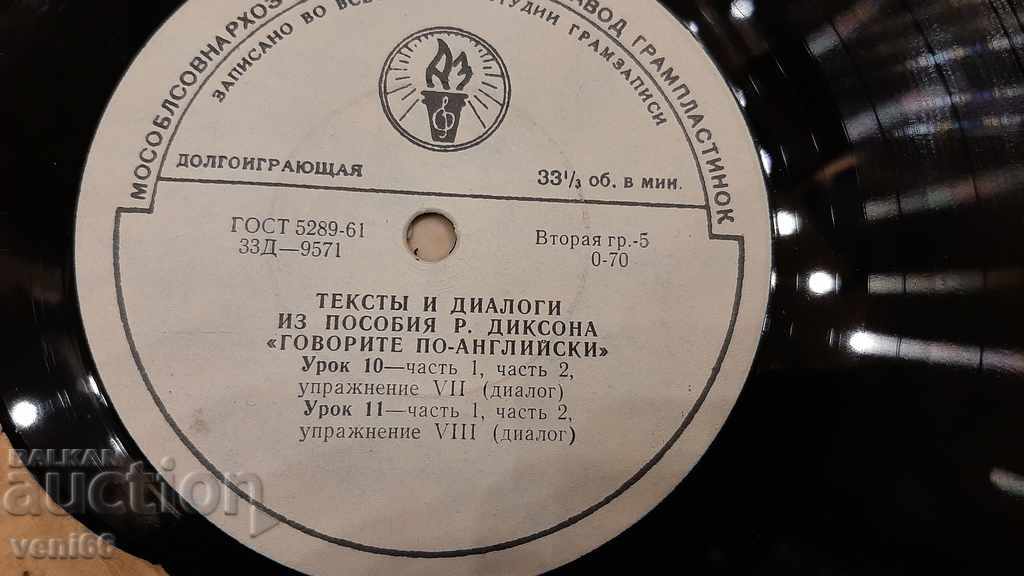 МОСОБЛСОВНАРХОЗ ЗАВОД ГРАМПЛАСТИНОК
ЗАПИСАНО ВО СТУДИИ ГРАМЗАПИСИ
АЗ
ДОЛГОИГРАЮЩАЯ
33⅓ об. в мин.
ГОСТ 5289-61
33Д—9571
Вторая гр.-5
0-70
ТЕКСТЫ И ДИАЛОГИ
ИЗ ПОСОБИЯ Р. ДИКСОНА
«ГОВОРИТЕ ПО-АНГЛИЙСКИ»
Урок 10—часть 1, часть 2,
упражнение VII (диалог)
Урок 11—часть 1, часть 2,
упражнение VIII (диалог)
BALKAN
auction
veni66